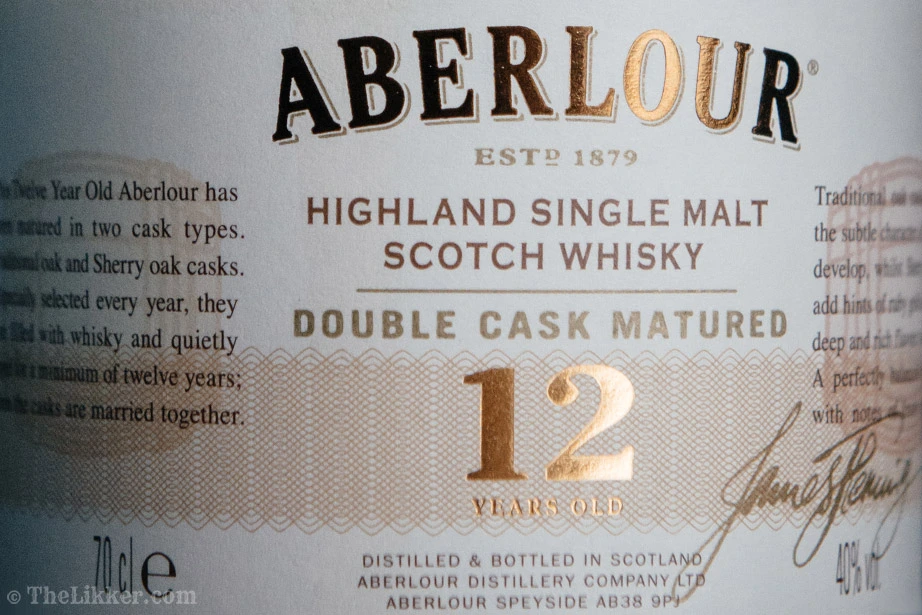 ABERLOUR®
ESTD 1879
HIGHLAND SINGLE MALT
SCOTCH WHISKY
DOUBLE CASK MATURED
12
YEARS OLD
DISTILLED & BOTTLED IN SCOTLAND
ABERLOUR DISTILLERY COMPANY LTD
ABERLOUR SPEYSIDE AB38 9PJ
Twelve Year Old Aberlour has
matured in two cask types.
oak and Sherry oak casks.
selected every year, they
filled with whisky and quietly
minimum of twelve years;
casks are married together.
Traditional
the subtle
develop, whilst
add hints of ruby
deep and rich
A perfectly
with notes
James Fleming
70 cl e
40% vol
© TheLikker.com